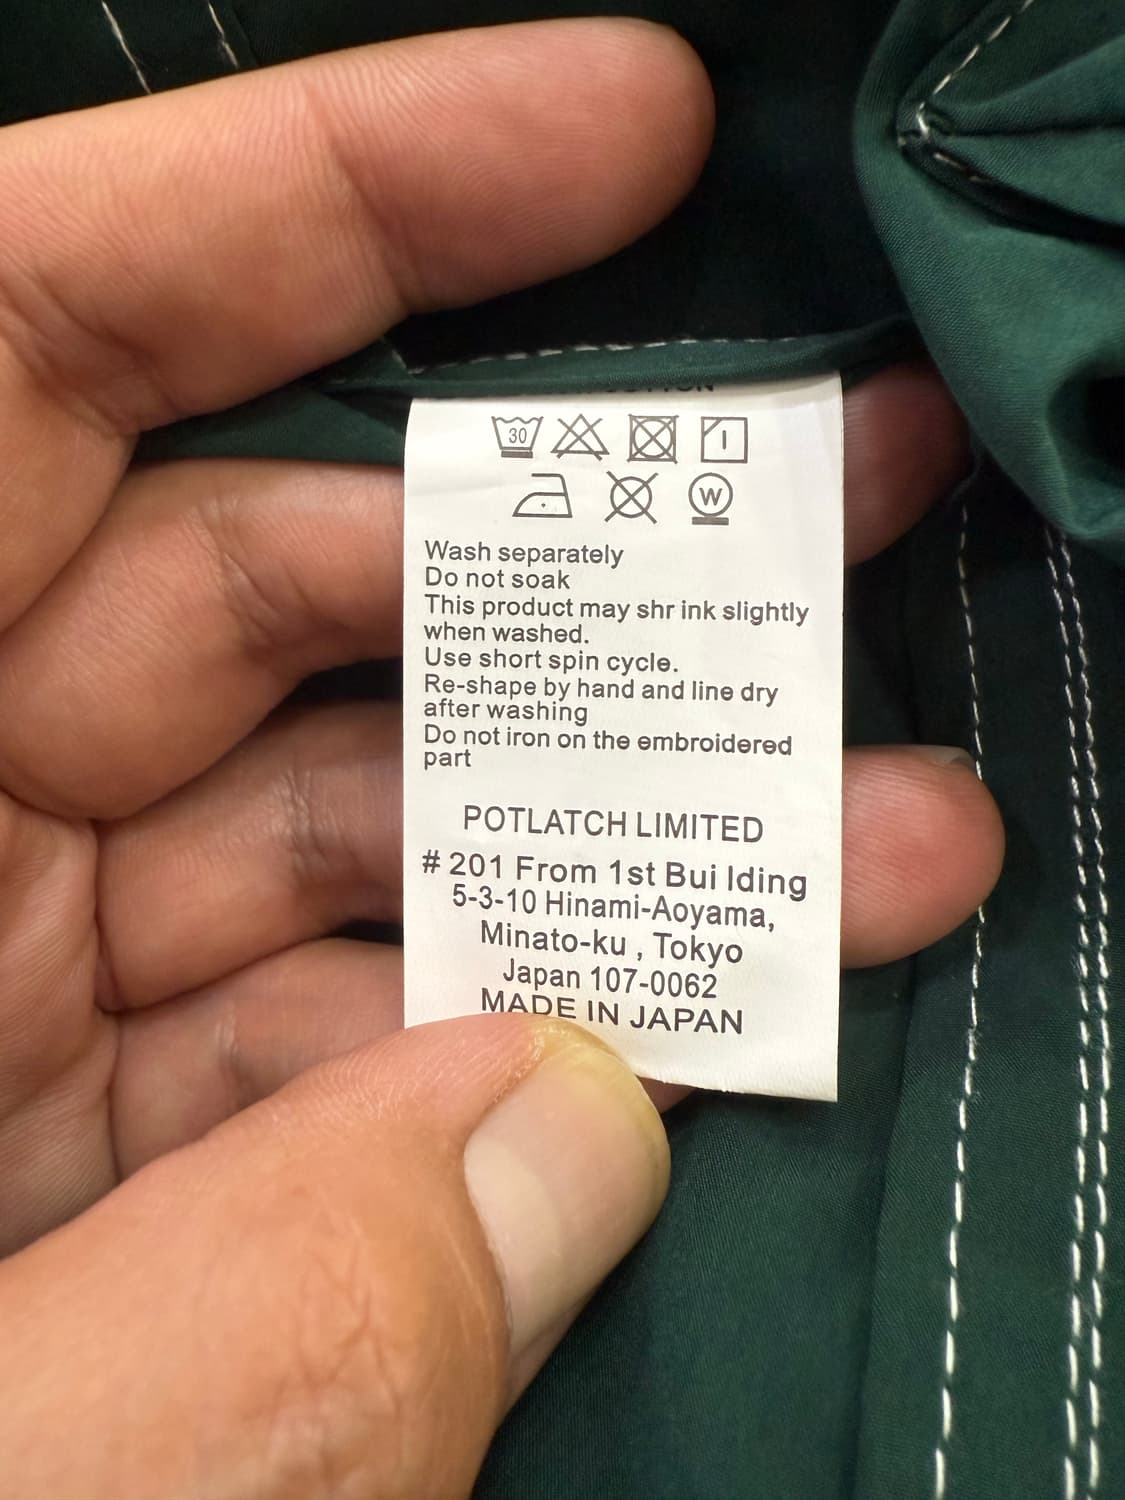 30
W
Wash separately
Do not soak
This product may shr ink slightly
when washed.
Use short spin cycle.
Re-shape by hand and line dry
after washing
Do not iron on the embroidered
part
POTLATCH LIMITED
# 201 From 1st Bui lding
5-3-10 Hinami-Aoyama,
Minato-ku , Tokyo
Japan 107-0062
MADE IN JAPAN